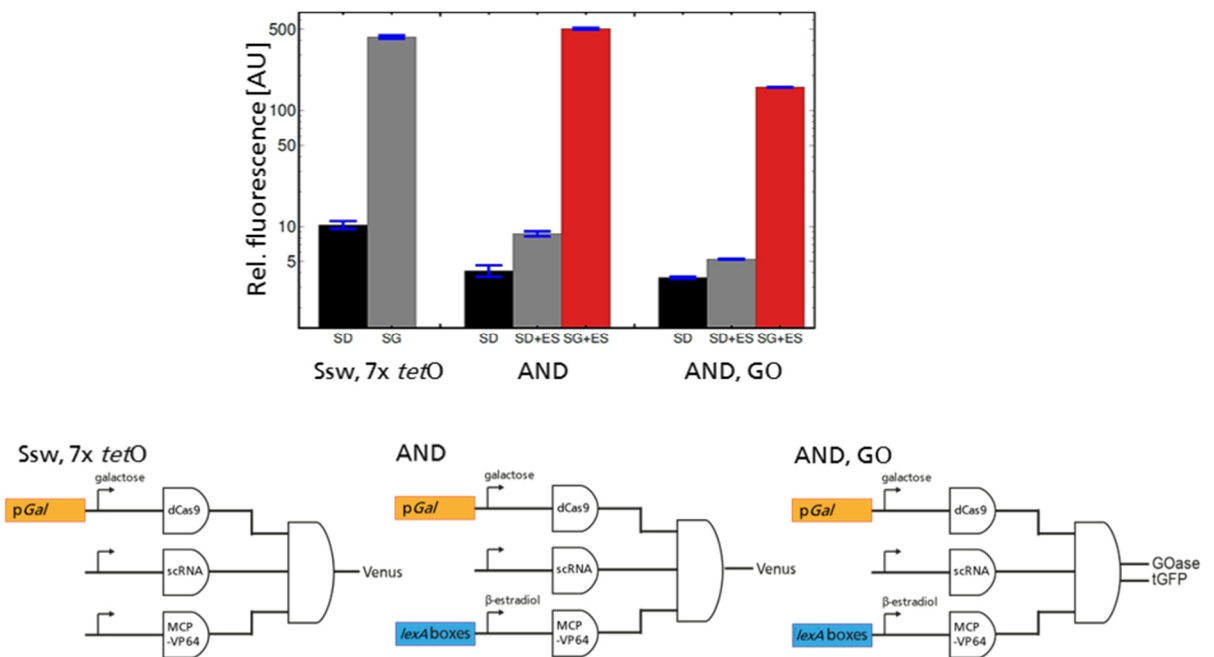 Rel. fluorescence [AU]
500
100
50
10
5
SD SG SD SD+ES SG+ES SD SD+ES SG+ES
Ssw, 7x tetO AND AND, GO
Ssw, 7x tetO
galactose
pGal
dCas9
scRNA
MCP
-VP64
Venus
AND
galactose
pGal
dCas9
scRNA
β-estradiol
lexA boxes
MCP
-VP64
Venus
AND, GO
galactose
pGal
dCas9
scRNA
β-estradiol
lexA boxes
MCP
-VP64
GOase
tGFP